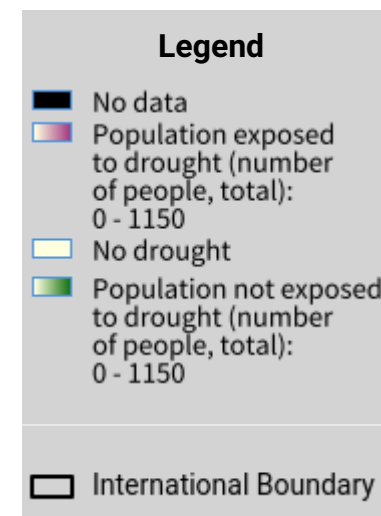 Legend
No data
Population exposed
to drought (number
of people, total):
0 - 1150
No drought
Population not exposed
to drought (number
of people, total):
0 - 1150
International Boundary